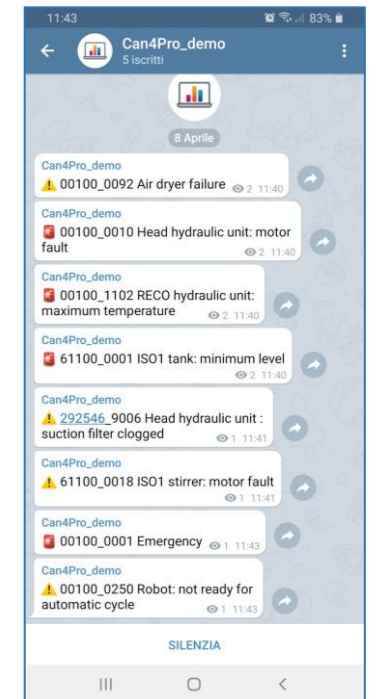 11:43 83%
Can4Pro_demo
5 iscritti
8 Aprile
Can4Pro_demo
00100_0092 Air dryer failure 2 11:40
Can4Pro_demo
00100_0010 Head hydraulic unit: motor
fault 2 11:40
Can4Pro_demo
00100_1102 RECO hydraulic unit:
maximum temperature 2 11:40
Can4Pro_demo
61100_0001 ISO1 tank: minimum level
2 11:40
Can4Pro_demo
292546_9006 Head hydraulic unit :
suction filter clogged 1 11:41
Can4Pro_demo
61100_0018 ISO1 stirrer: motor fault
1 11:41
Can4Pro_demo
00100_0001 Emergency 1 11:43
Can4Pro_demo
00100_0250 Robot: not ready for
automatic cycle 1 11:43
SILENZIA